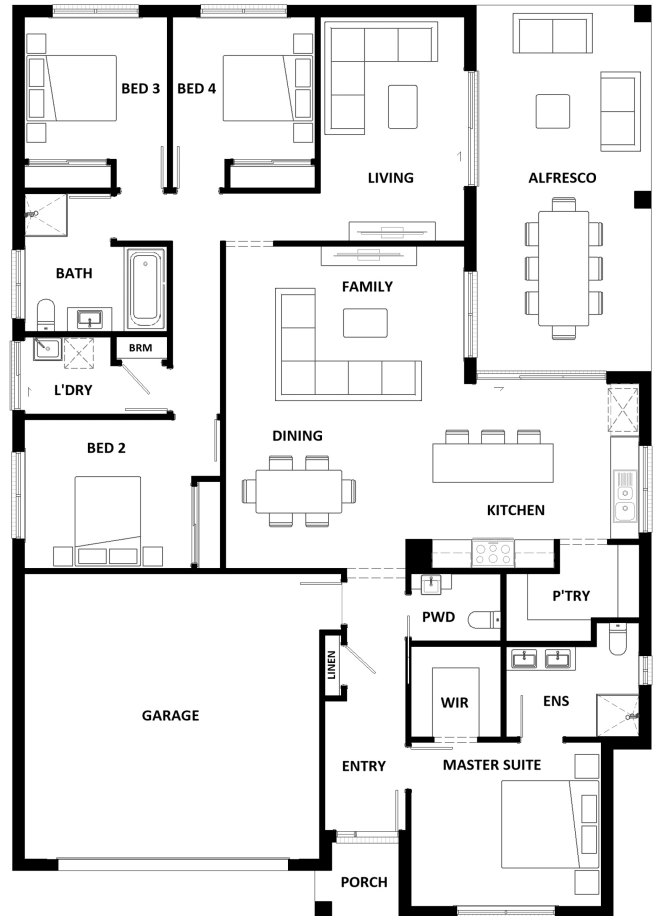 BED 3
BED 4
LIVING
ALFRESCO
BATH
FAMILY
BRM
L'DRY
DINING
BED 2
KITCHEN
P'TRY
PWD
LINEN
WIR
ENS
GARAGE
ENTRY
MASTER SUITE
PORCH